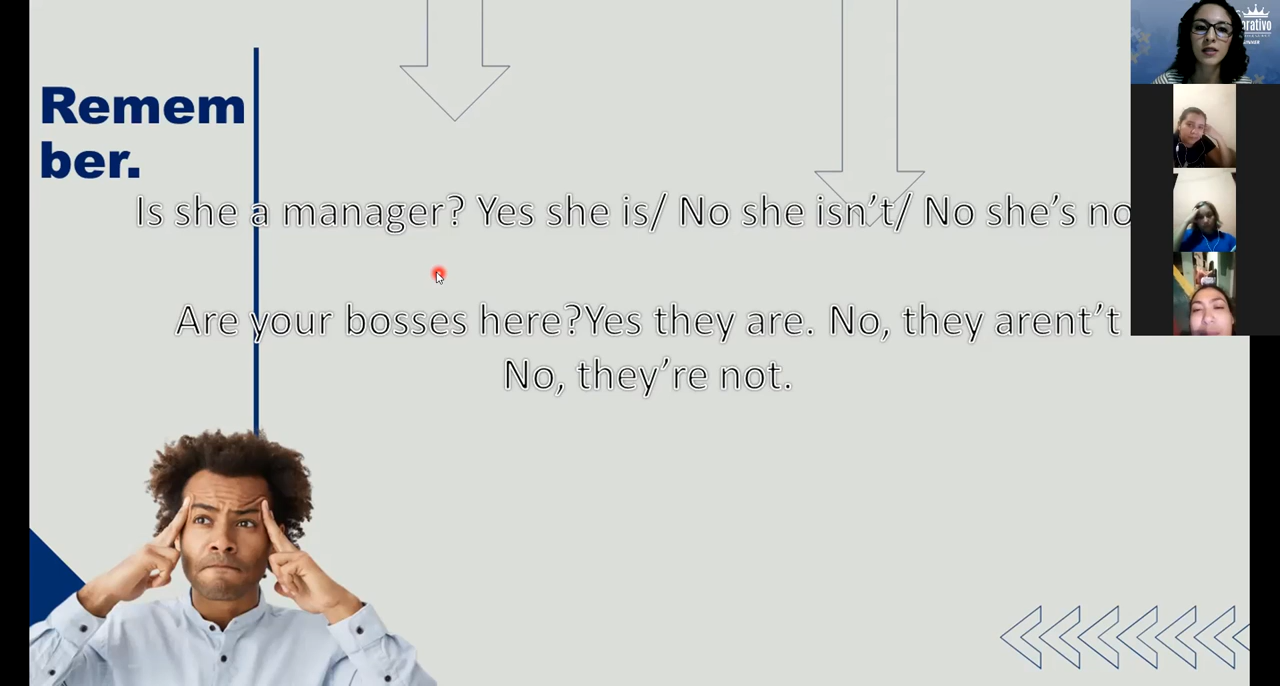 Remem
ber.
Is she a manager? Yes she is/ No she isn’t/ No she’s no
Are your bosses here?Yes they are. No, they arent’t
No, they’re not.